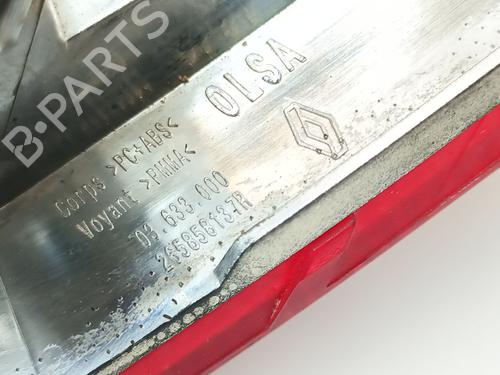 B-PARTS
OLSA
Corps >PC+ABS<
Voyant >PMMA<
03.633.000
265656137R